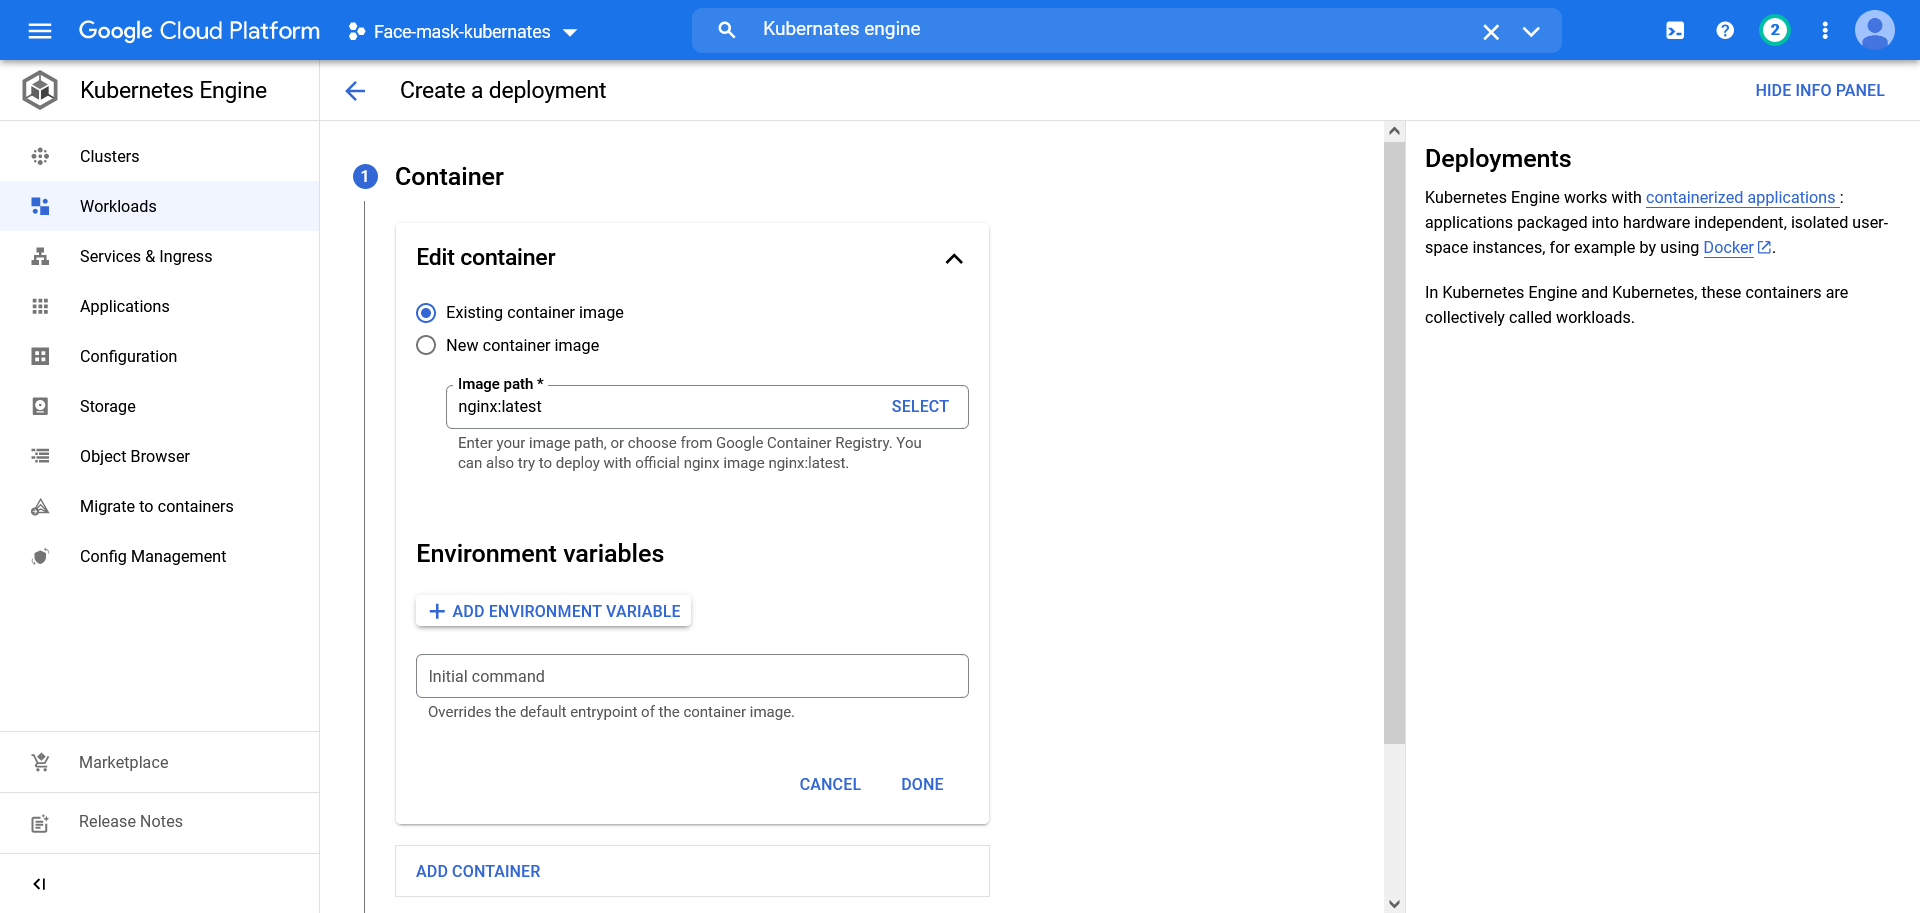 Google Cloud Platform
Face-mask-kubernates
Kubernates engine
2
Kubernetes Engine
Create a deployment
HIDE INFO PANEL
Clusters
Workloads
Services & Ingress
Applications
Configuration
Storage
Object Browser
Migrate to containers
Config Management
Marketplace
Release Notes
1 Container
Edit container
Existing container image
New container image
Image path *
nginx:latest
SELECT
Enter your image path, or choose from Google Container Registry. You
can also try to deploy with official nginx image nginx:latest.
Environment variables
ADD ENVIRONMENT VARIABLE
Initial command
Overrides the default entrypoint of the container image.
CANCEL
DONE
ADD CONTAINER
Deployments
Kubernetes Engine works with containerized applications :
applications packaged into hardware independent, isolated user-
space instances, for example by using Docker.
In Kubernetes Engine and Kubernetes, these containers are
collectively called workloads.